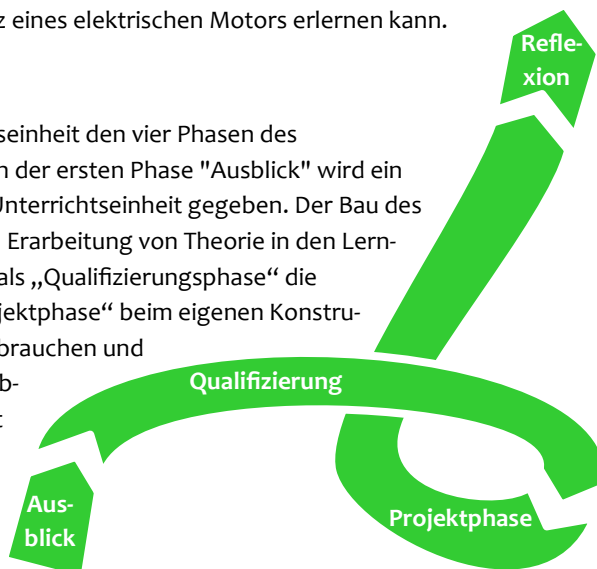 z eines elektrischen Motors erlernen kann.
seinheit den vier Phasen des
n der ersten Phase "Ausblick" wird ein
Unterrichtseinheit gegeben. Der Bau des
Erarbeitung von Theorie in den Lern-
als „Qualifizierungsphase“ die
jektphase“ beim eigenen Konstru-
brauchen und
b-
t
Refle-
xion
Qualifizierung
Projektphase
Aus-
blick